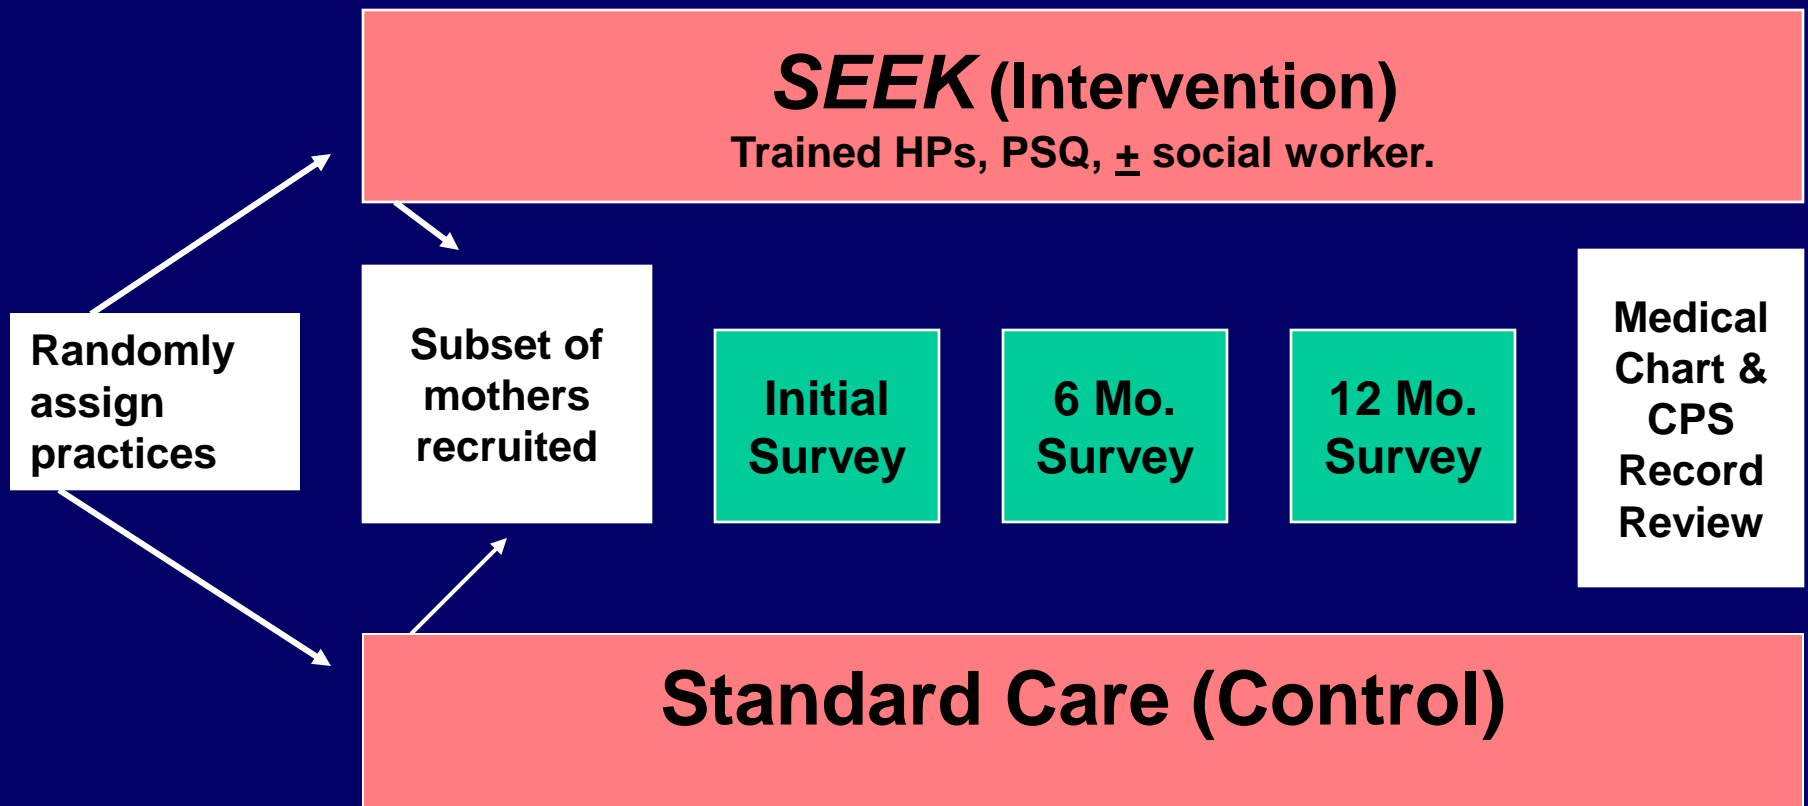 SEEK (Intervention)
Trained HPs, PSQ, ± social worker.
Randomly
assign
practices
Subset of
mothers
recruited
Initial
Survey
6 Mo.
Survey
12 Mo.
Survey
Medical
Chart &
CPS
Record
Review
Standard Care (Control)